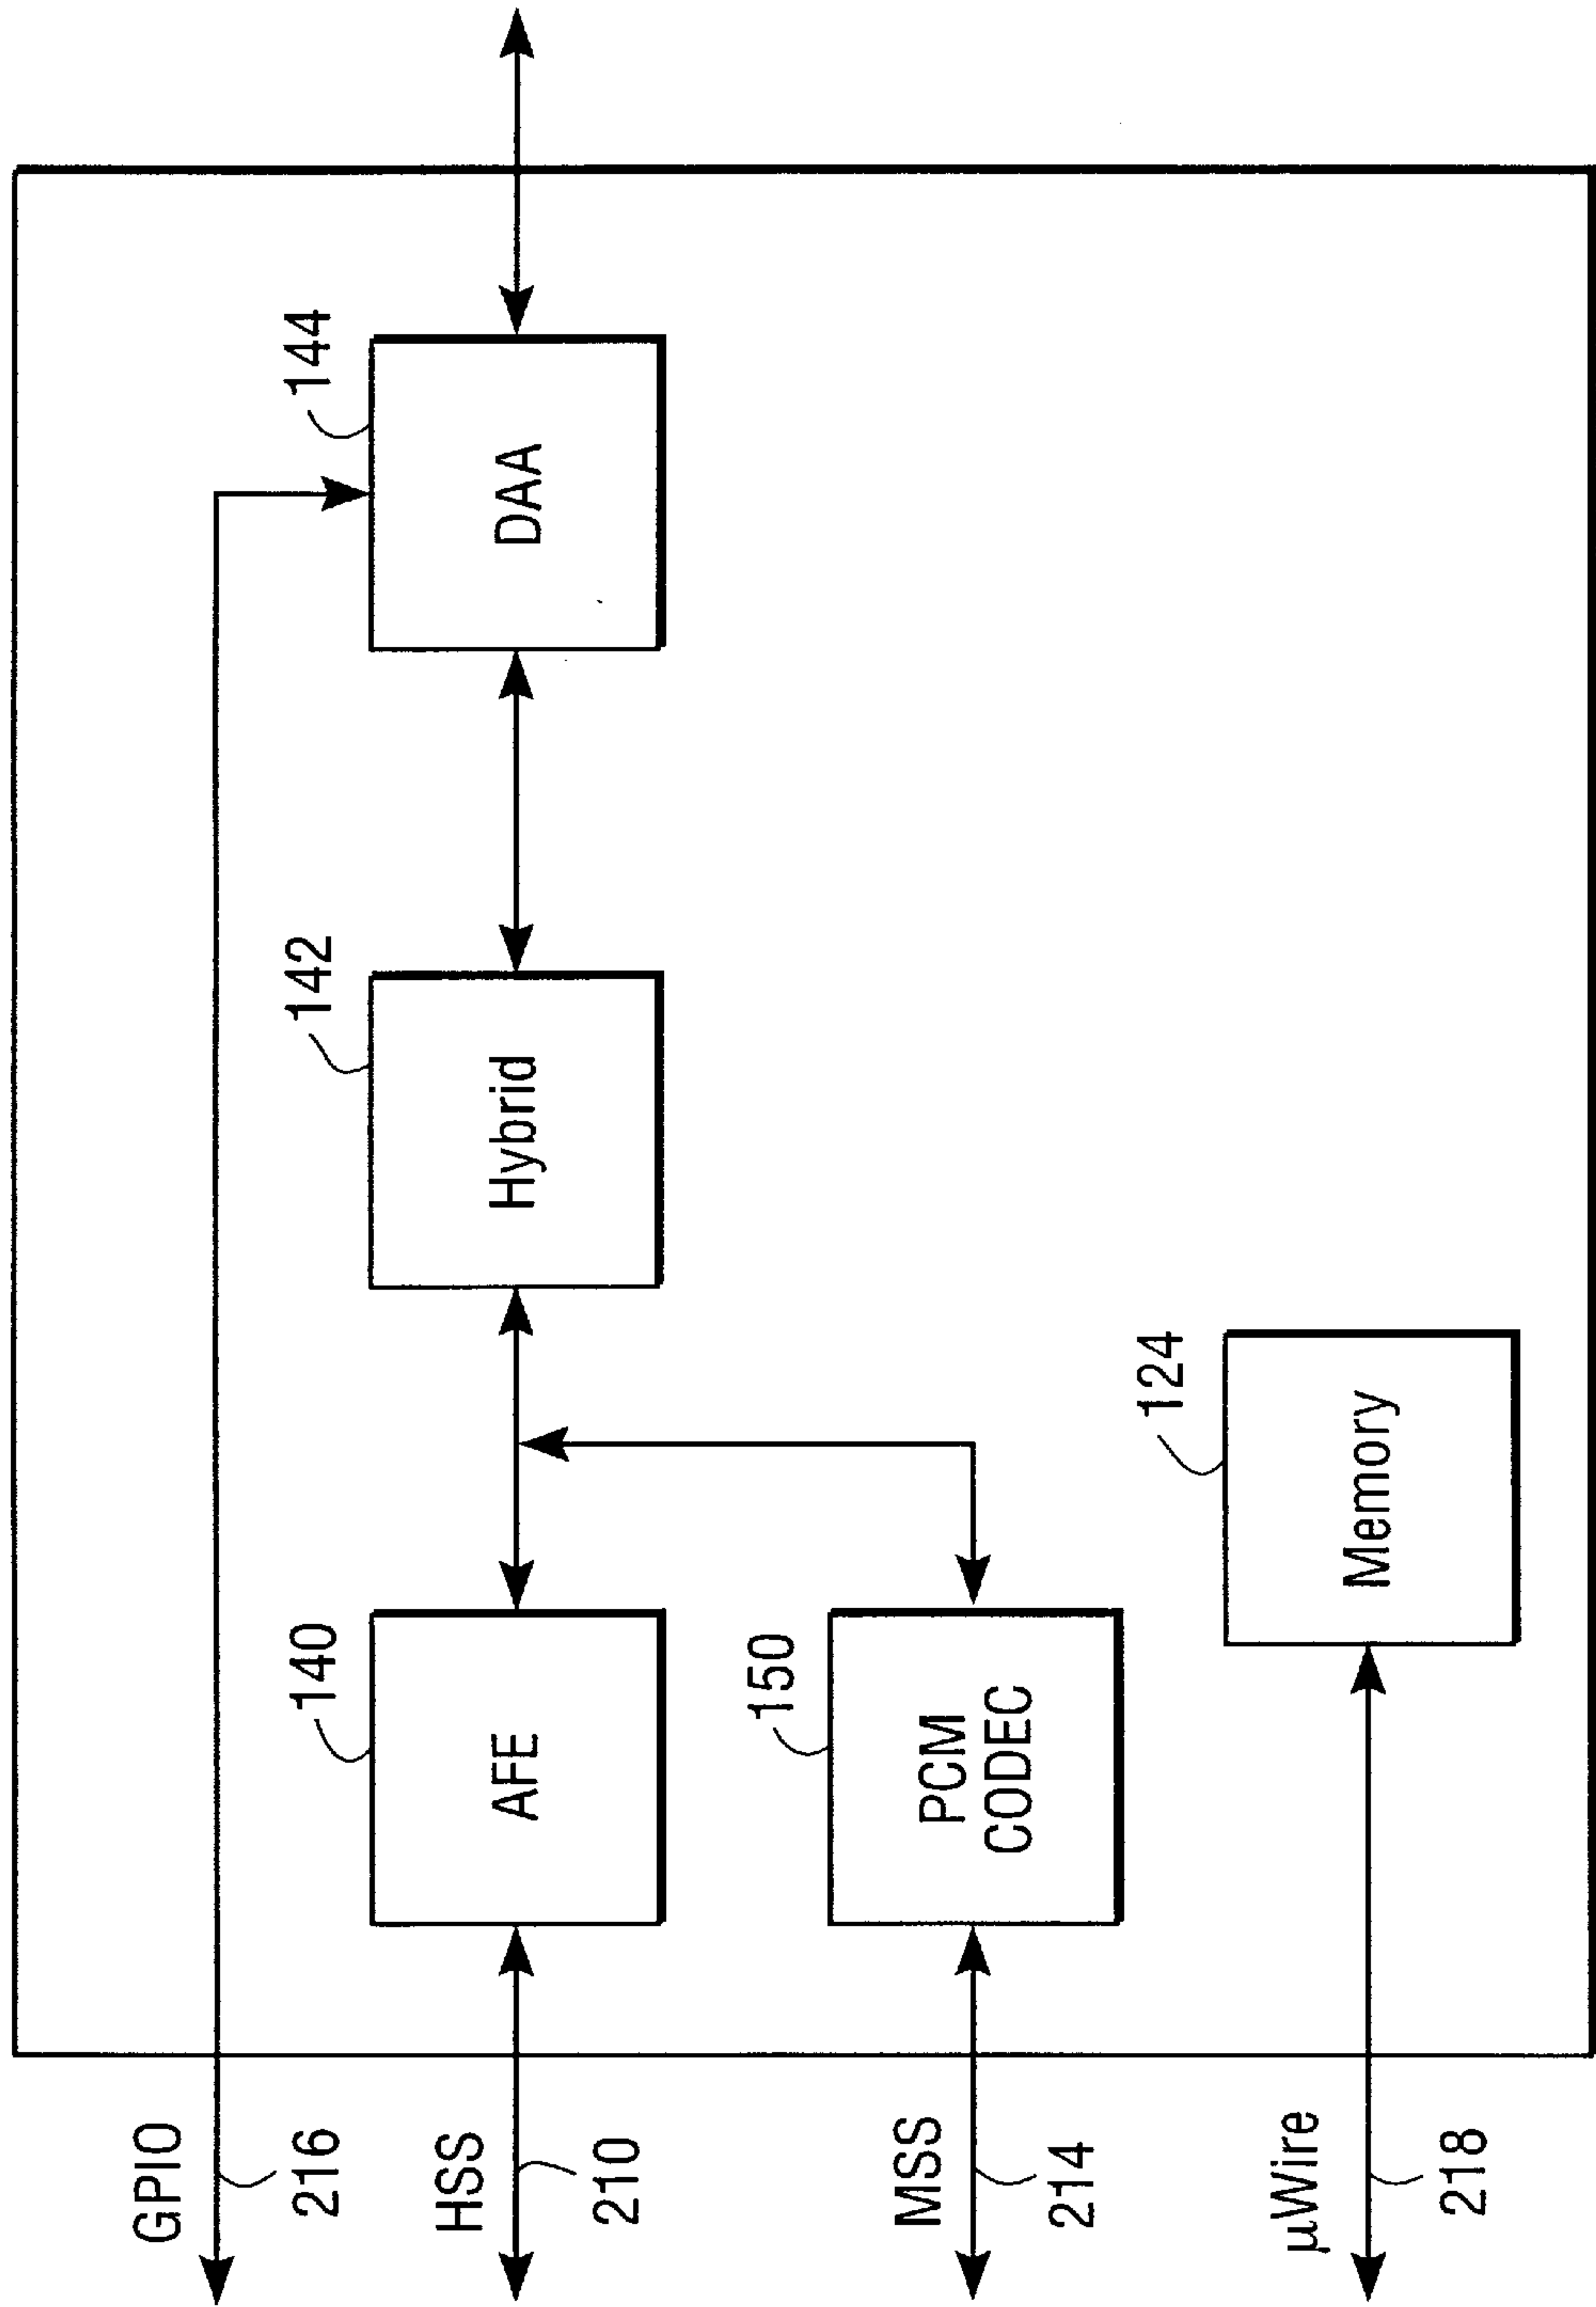 GPIO
216
144
DAA
142
Hybrid
HSS
210
140
AFE
MSS
214
150
PCM
CODEC
124
Memory
µWire
218